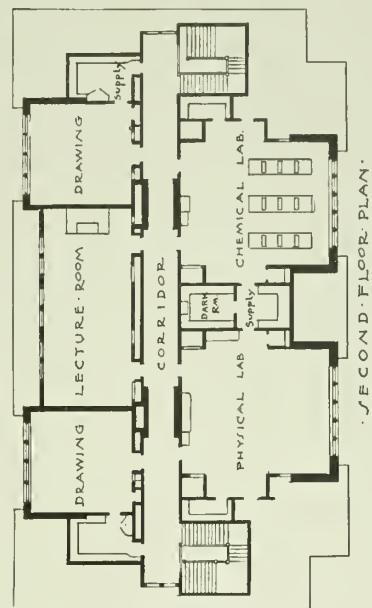 DRAWING
Supply
LECTURE·ROOM
DRAWING
CORRIDOR
CHEMICAL LAB.
DARK
RM.
Supply
PHYSICAL LAB
·SECOND·FLOOR·PLAN·